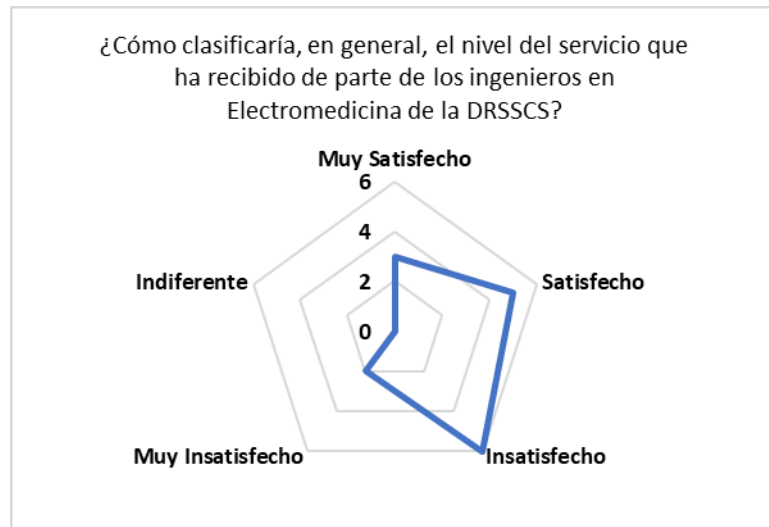 ¿Cómo clasificaría, en general, el nivel del servicio que
ha recibido de parte de los ingenieros en
Electromedicina de la DRSSCS?
Muy Satisfecho
6
4
2
0
Indiferente
Satisfecho
Muy Insatisfecho
Insatisfecho